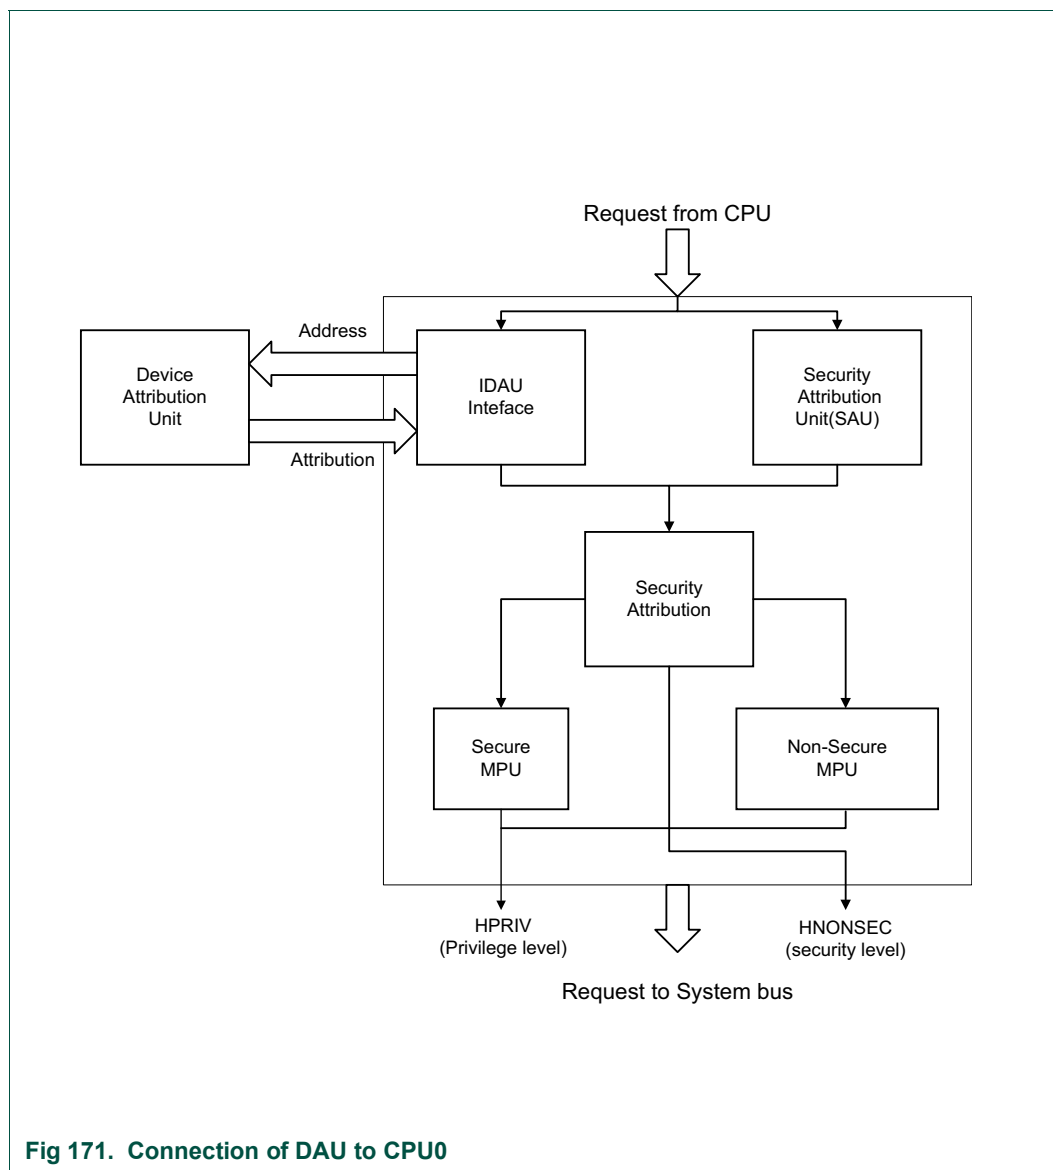 Request from CPU
Address
Device
Attribution
Unit
IDAU
Inteface
Security
Attribution
Unit(SAU)
Attribution
Security
Attribution
Secure
MPU
Non-Secure
MPU
HPRIV
(Privilege level)
HNONSEC
(security level)
Request to System bus
Fig 171. Connection of DAU to CPU0